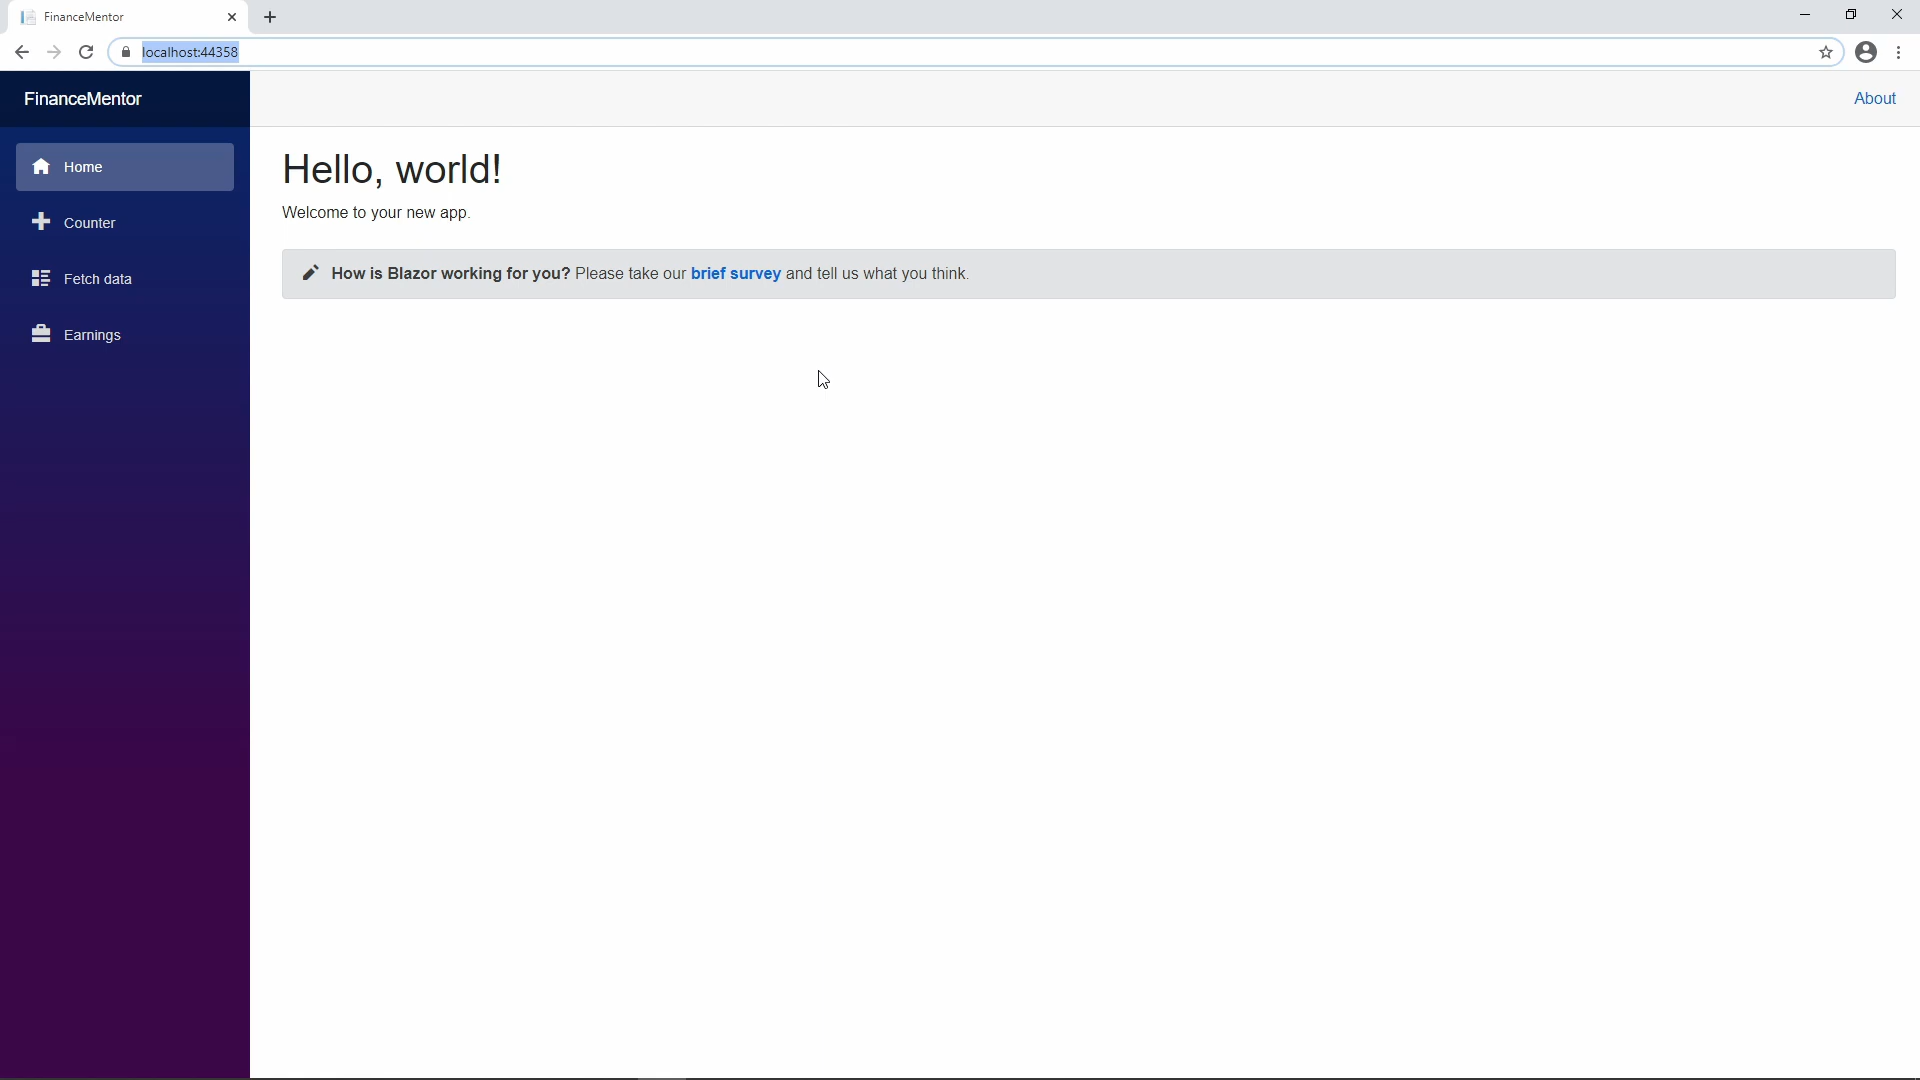 FinanceMentor
localhost:44358
FinanceMentor
About
Home
Counter
Fetch data
Earnings
Hello, world!
Welcome to your new app.
How is Blazor working for you? Please take our brief survey and tell us what you think.